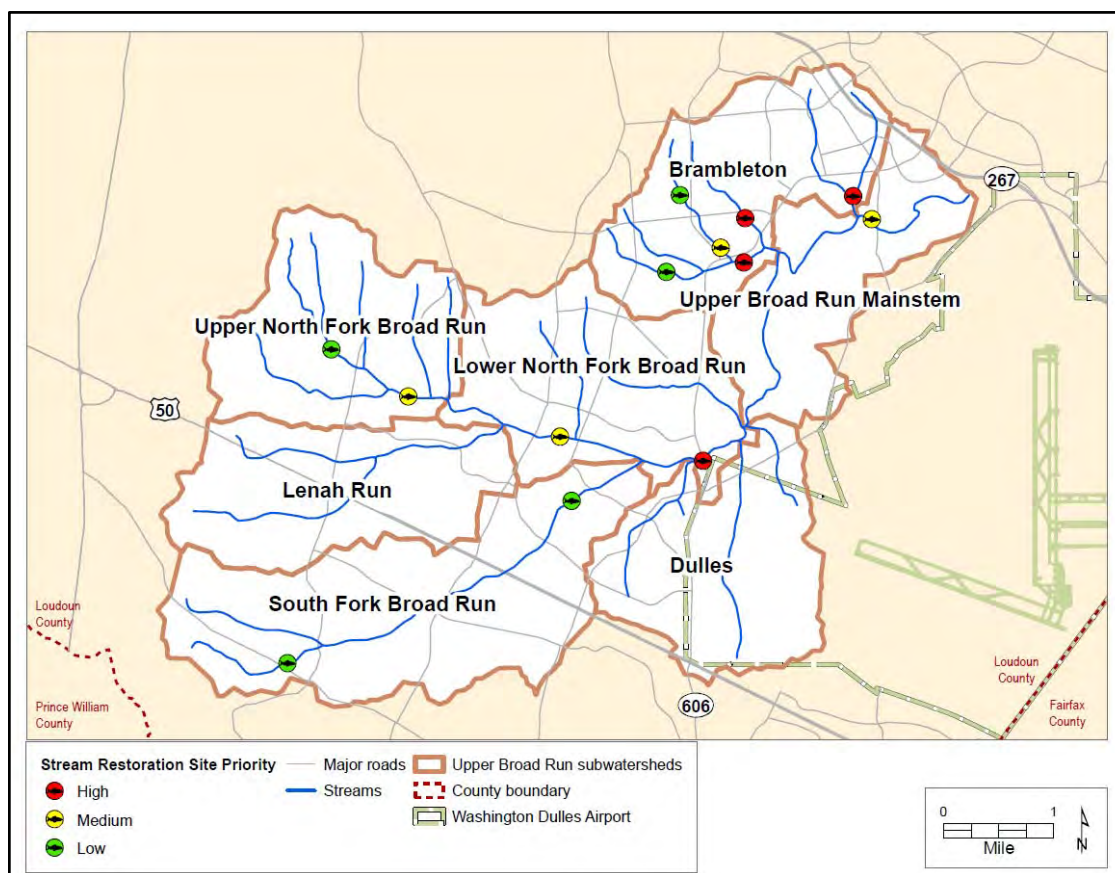 Brambleton
267
Upper Broad Run Mainstem
Upper North Fork Broad Run
Lower North Fork Broad Run
50
Lenah Run
Dulles
South Fork Broad Run
Loudoun
County
Prince William
County
606
Loudoun
County
Fairfax
County
Stream Restoration Site Priority
High
Medium
Low
Major roads
Streams
Upper Broad Run subwatersheds
County boundary
Washington Dulles Airport
0 1
Mile
N